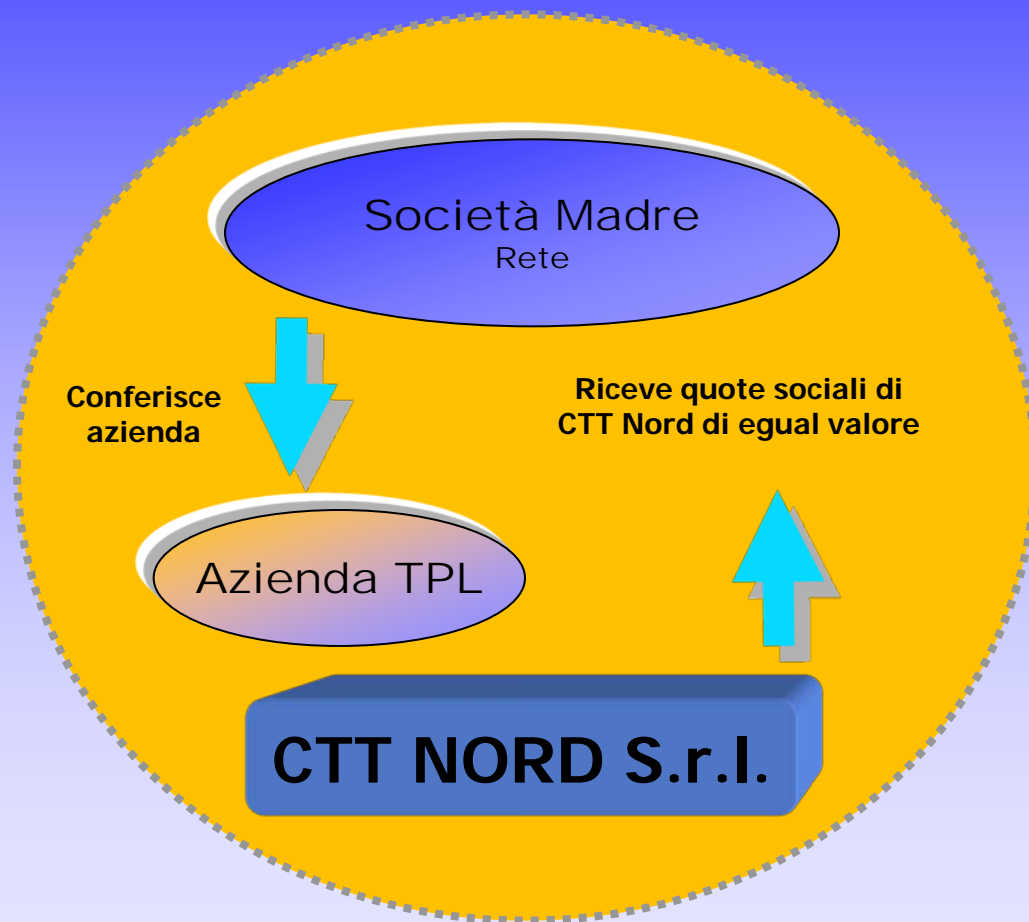 Società Madre
Rete
Conferisce
azienda
Riceve quote sociali di
CTT Nord di egual valore
Azienda TPL
CTT NORD S.r.l.